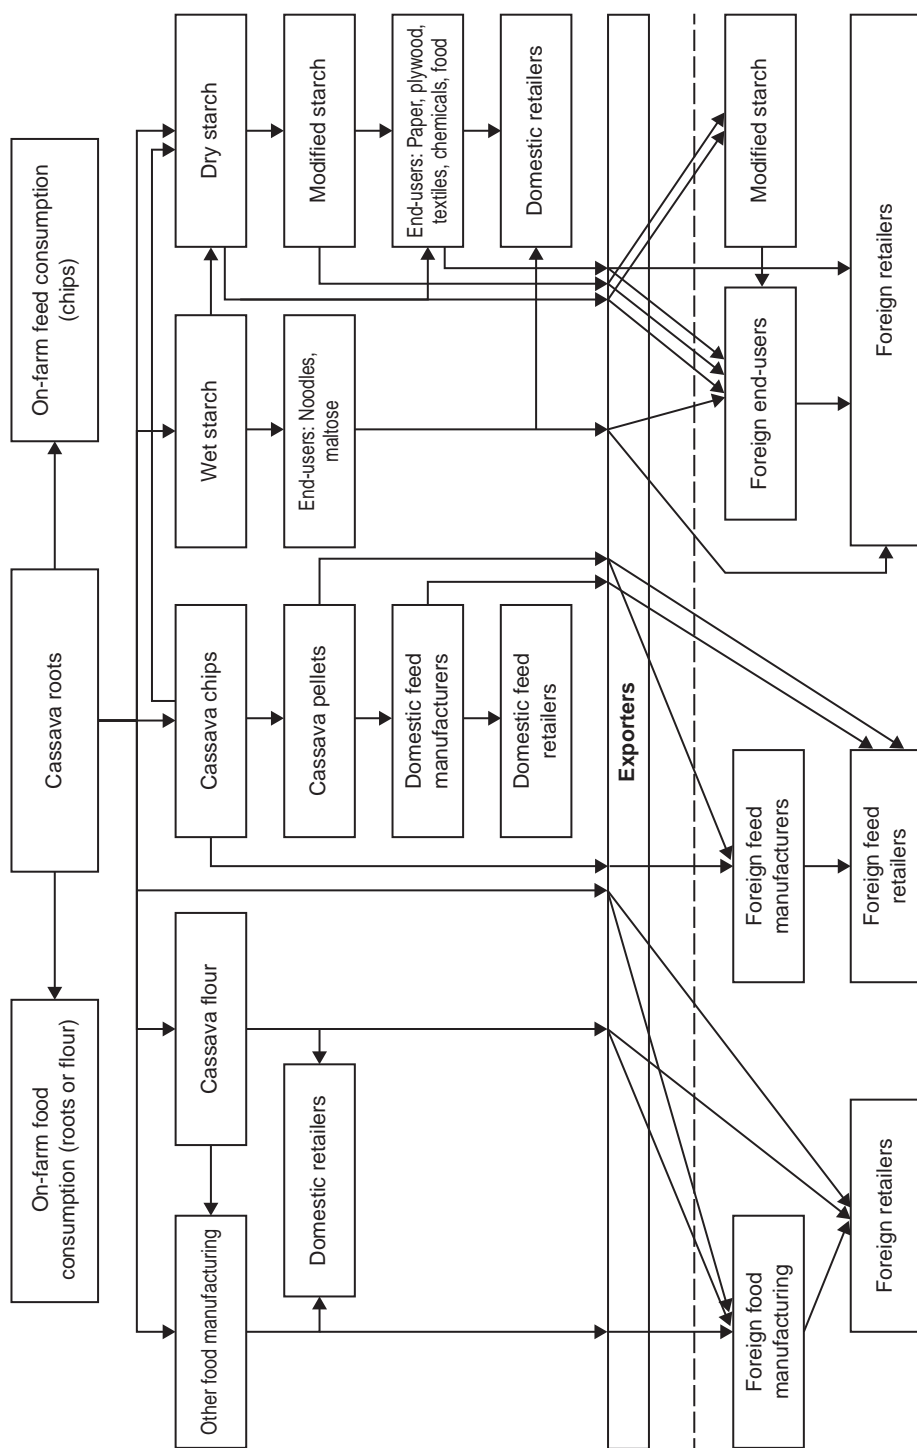 On-farm food
consumption (roots or flour)
Cassava roots
On-farm feed consumption
(chips)
Other food manufacturing
Cassava flour
Cassava chips
Wet starch
Dry starch
Domestic retailers
Cassava pellets
End-users: Noodles,
maltose
Modified starch
Domestic feed
manufacturers
End-users: Paper, plywood,
textiles, chemicals, food
Domestic feed
retailers
Domestic retailers
Exporters
Foreign food
manufacturing
Foreign feed
manufacturers
Foreign end-users
Modified starch
Foreign retailers
Foreign feed
retailers
Foreign retailers